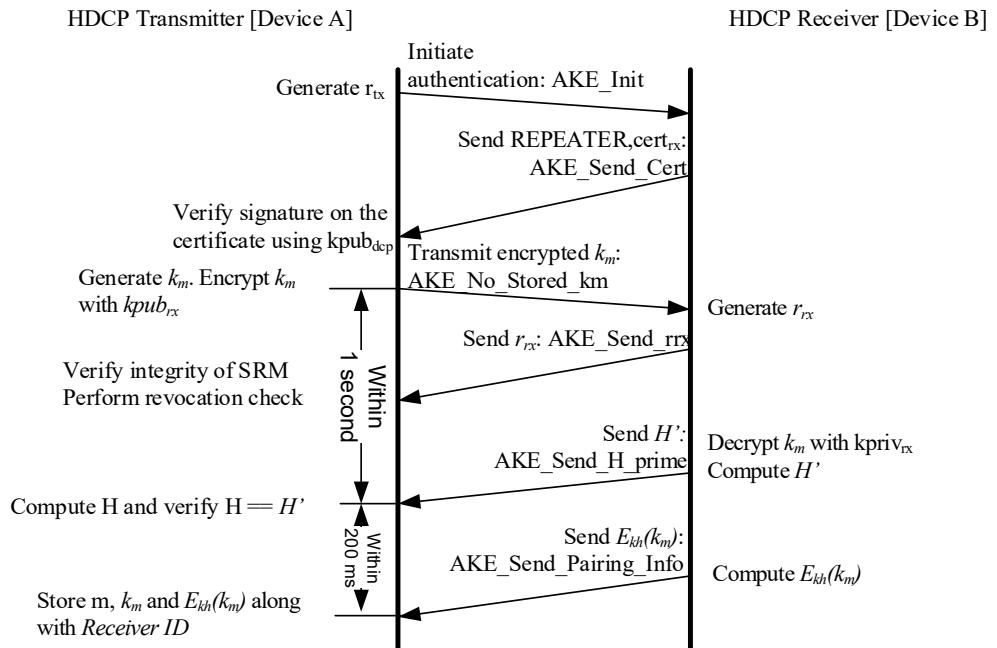 HDCP Transmitter [Device A]
HDCP Receiver [Device B]
Initiate
authentication: AKE_Init
Generate rtx
Send REPEATER,certrx:
AKE_Send_Cert
Verify signature on the
certificate using kpubdcp
Transmit encrypted km:
AKE_No_Stored_km
Generate km. Encrypt km
with kpubrx
Generate rrx
Send rrx: AKE_Send_rrx
Verify integrity of SRM
Perform revocation check
Within
1 second
Send H’:
AKE_Send_H_prime
Decrypt km with kprivrx
Compute H’
Compute H and verify H == H’
Within
200 ms
Send Ekh(km):
AKE_Send_Pairing_Info
Compute Ekh(km)
Store m, km and Ekh(km) along
with Receiver ID